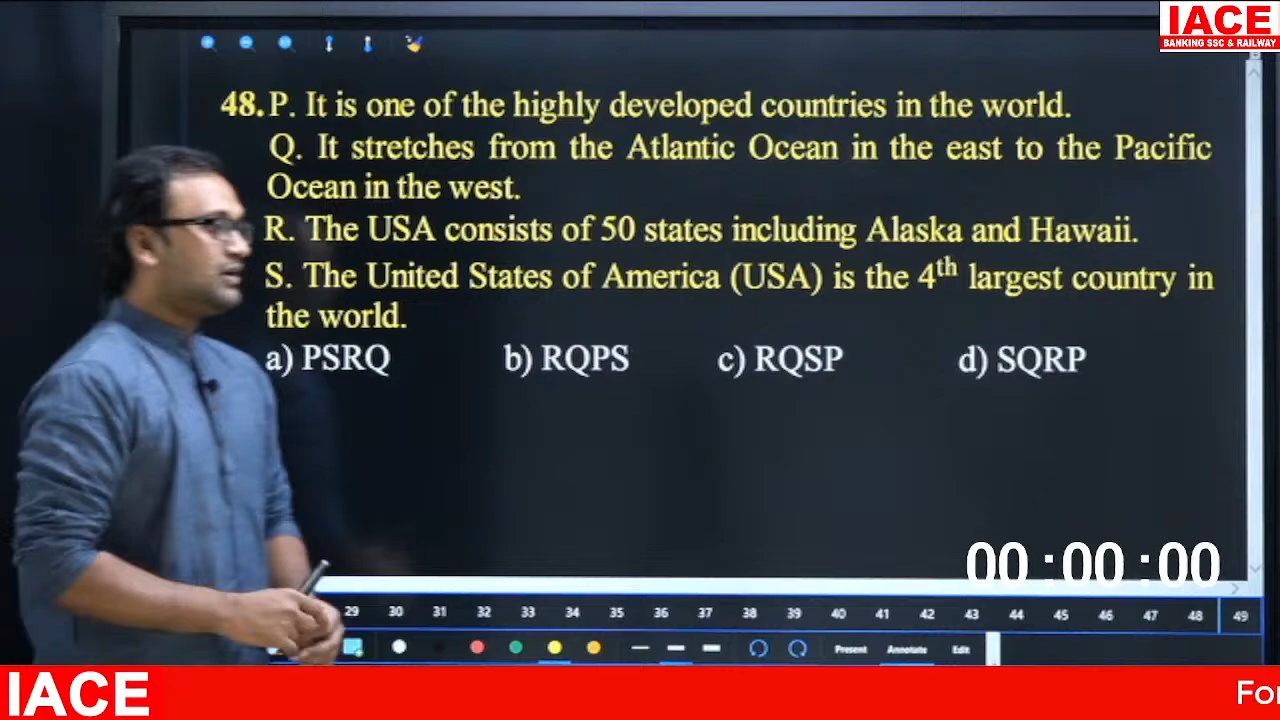 IACE
BANKING SSC & RAILWAY
48. P. It is one of the highly developed countries in the world.
Q. It stretches from the Atlantic Ocean in the east to the Pacific
Ocean in the west.
R. The USA consists of 50 states including Alaska and Hawaii.
S. The United States of America (USA) is the 4th largest country in
the world.
a) PSRQ b) RQPS c) RQSP d) SQRP
00:00:00
29 30 31 32 33 34 35 36 37 38 39 40 41 42 43 44 45 46 47 48 49
Present Annotate Edit
IACE
For